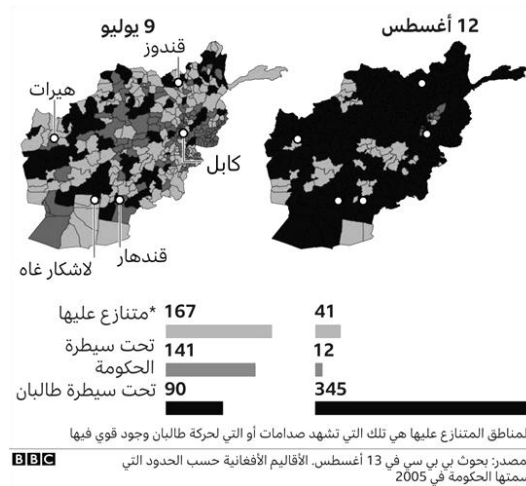 12 أغسطس
9 يوليو
قندوز
هيرات
كابل
قندهار
لاشكار غاه
*متنازع عليها 167 41
تحت سيطرة الحكومة 141 12
تحت سيطرة طالبان 90 345
لمناطق المتنازع عليها هي تلك التي تشهد صدامات أو التي لحركة طالبان وجود قوي فيها
مصدر: بحوث بي بي سي في 13 أغسطس. الأقاليم الأفغانية حسب الحدود التي
سمتها الحكومة في 2005
BBC